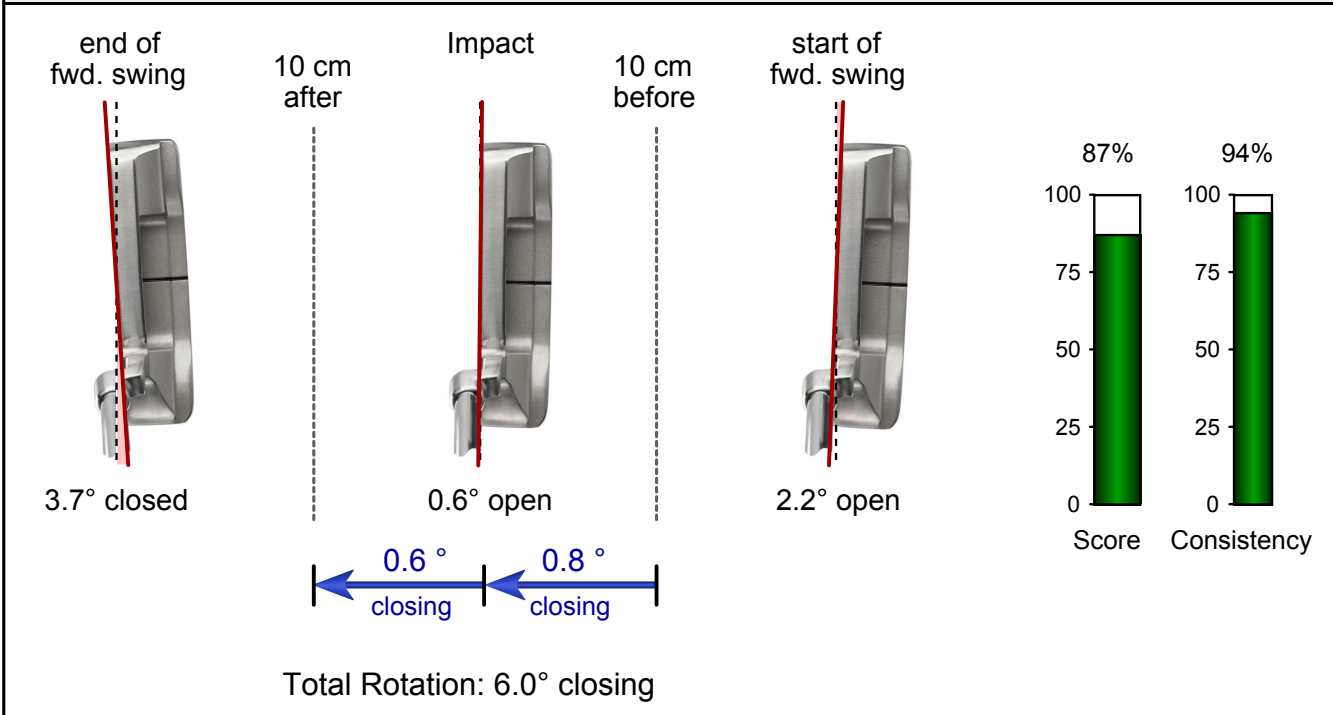 end of
fwd. swing
10 cm
after
Impact
10 cm
before
start of
fwd. swing
3.7° closed
0.6° open
2.2° open
0.6 °
closing
0.8 °
closing
Total Rotation: 6.0° closing
87%
100
75
50
25
0
Score
94%
100
75
50
25
0
Consistency